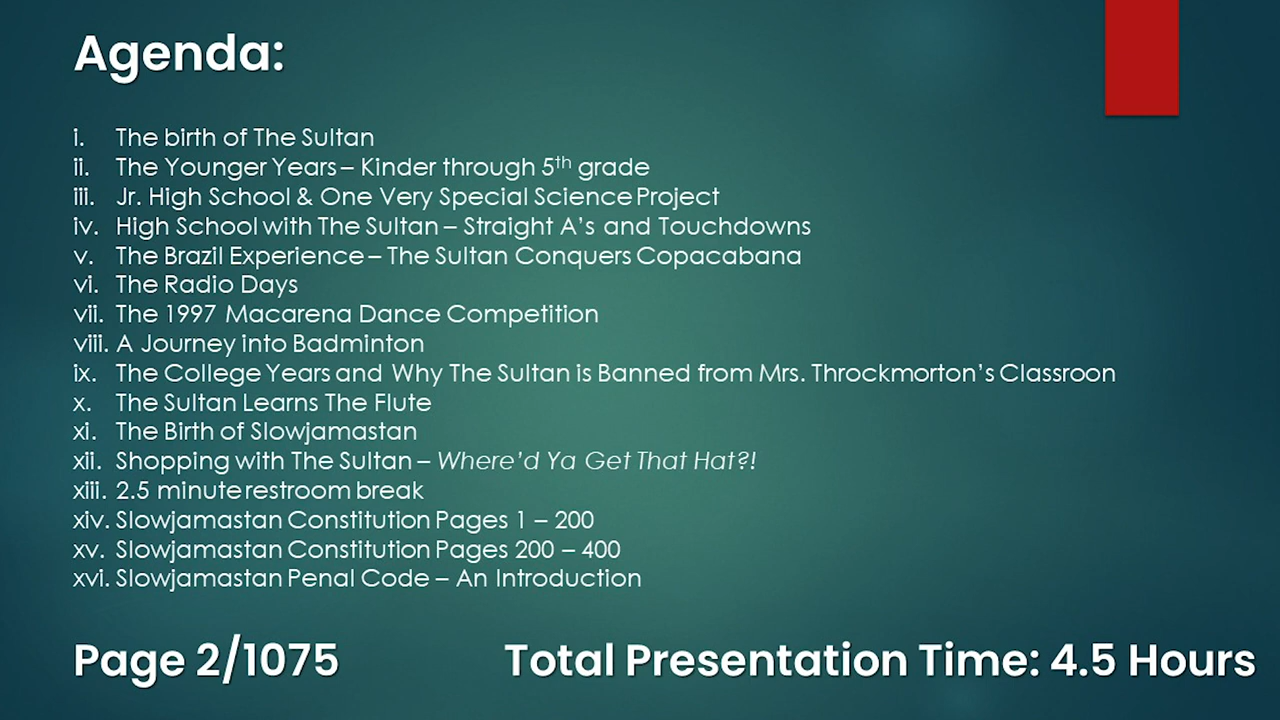 Agenda:
i. The birth of The Sultan
ii. The Younger Years – Kinder through 5th grade
iii. Jr. High School & One Very Special Science Project
iv. High School with The Sultan – Straight A's and Touchdowns
v. The Brazil Experience – The Sultan Conquers Copacabana
vi. The Radio Days
vii. The 1997 Macarena Dance Competition
viii. A Journey into Badminton
ix. The College Years and Why The Sultan is Banned from Mrs. Throckmorton's Classroon
x. The Sultan Learns The Flute
xi. The Birth of Slowjamastan
xii. Shopping with The Sultan – Where'd Ya Get That Hat?!
xiii. 2.5 minute restroom break
xiv. Slowjamastan Constitution Pages 1 – 200
xv. Slowjamastan Constitution Pages 200 – 400
xvi. Slowjamastan Penal Code – An Introduction
Page 2/1075 Total Presentation Time: 4.5 Hours